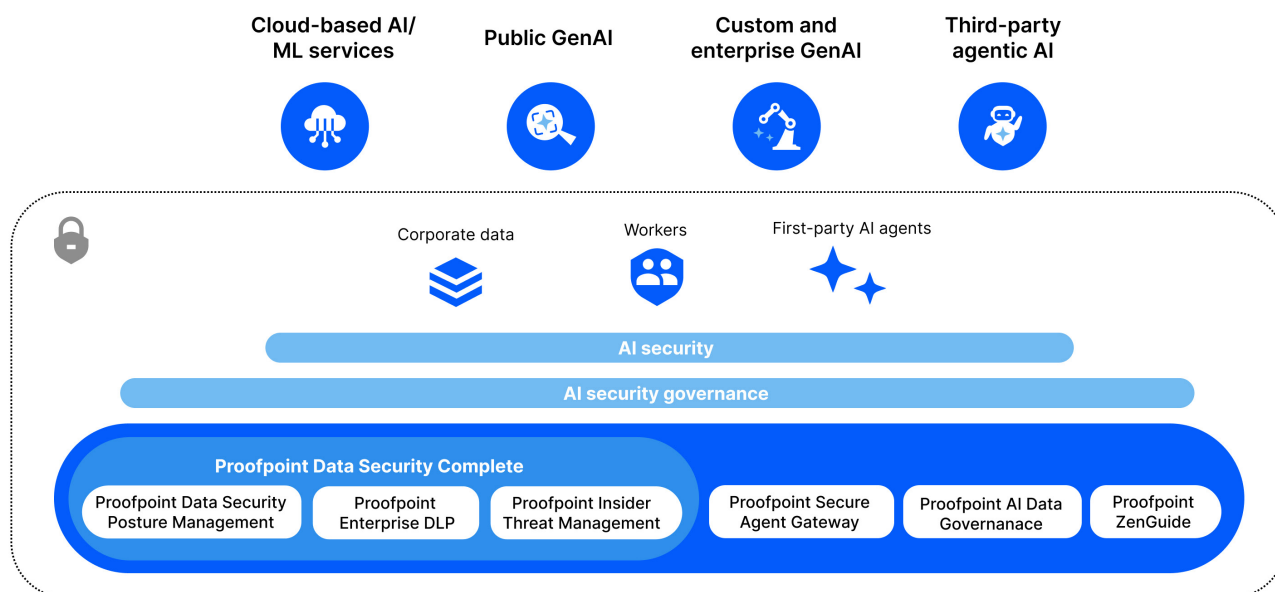 Cloud-based AI/
ML services
Public GenAI
Custom and
enterprise GenAI
Third-party
agentic AI
Corporate data
Workers
First-party AI agents
AI security
AI security governance
Proofpoint Data Security Complete
Proofpoint Data Security
Posture Management
Proofpoint
Enterprise DLP
Proofpoint Insider
Threat Management
Proofpoint Secure
Agent Gateway
Proofpoint AI Data
Governanace
Proofpoint
ZenGuide